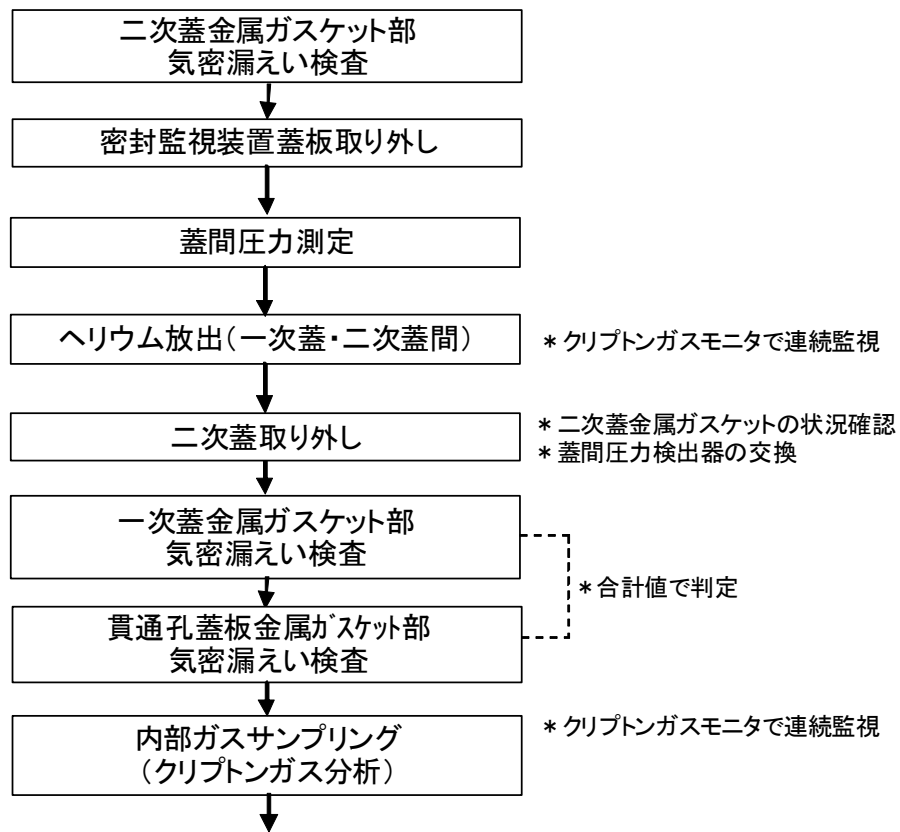 二次蓋金属ガスケット部
気密漏えい検査
密封監視装置蓋板取り外し
蓋間圧力測定
ヘリウム放出(一次蓋・二次蓋間)
*クリプトンガスモニタで連続監視
二次蓋取り外し
*二次蓋金属ガスケットの状況確認
*蓋間圧力検出器の交換
一次蓋金属ガスケット部
気密漏えい検査
*合計値で判定
貫通孔蓋板金属ガスケット部
気密漏えい検査
内部ガスサンプリング
(クリプトンガス分析)
*クリプトンガスモニタで連続監視